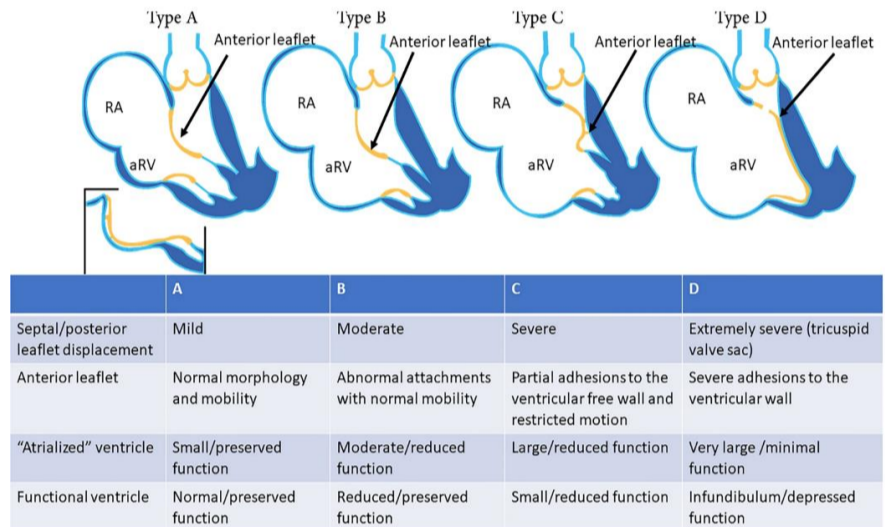 Type A
Type B
Type C
Type D
Anterior leaflet
Anterior leaflet
Anterior leaflet
Anterior leaflet
RA
RA
RA
RA
aRV
aRV
aRV
aRV
A
B
C
D
Septal/posterior
leaflet displacement
Mild
Moderate
Severe
Extremely severe (tricuspid
valve sac)
Anterior leaflet
Normal morphology
and mobility
Abnormal attachments
with normal mobility
Partial adhesions to the
ventricular free wall and
restricted motion
Severe adhesions to the
ventricular wall
“Atrialized” ventricle
Small/preserved
function
Moderate/reduced
function
Large/reduced function
Very large /minimal
function
Functional ventricle
Normal/preserved
function
Reduced/preserved
function
Small/reduced function
Infundibulum/depressed
function